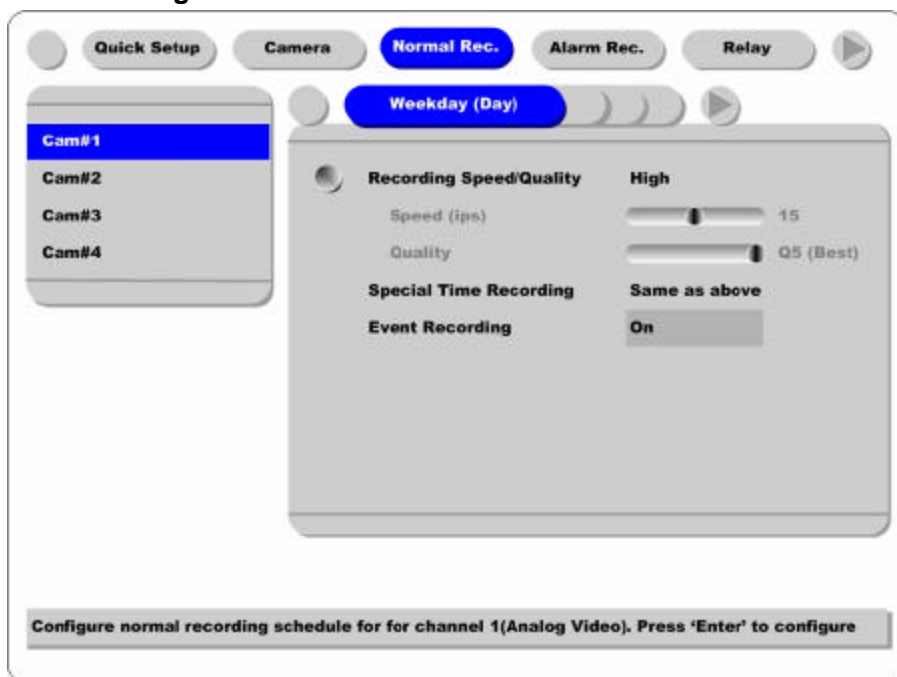 Quick Setup Camera Normal Rec. Alarm Rec. Relay
Weekday (Day)
Cam#1
Cam#2
Cam#3
Cam#4
Recording Speed/Quality High
Speed (ips) 15
Quality Q5 (Best)
Special Time Recording Same as above
Event Recording On
Configure normal recording schedule for for channel 1(Analog Video). Press ‘Enter’ to configure